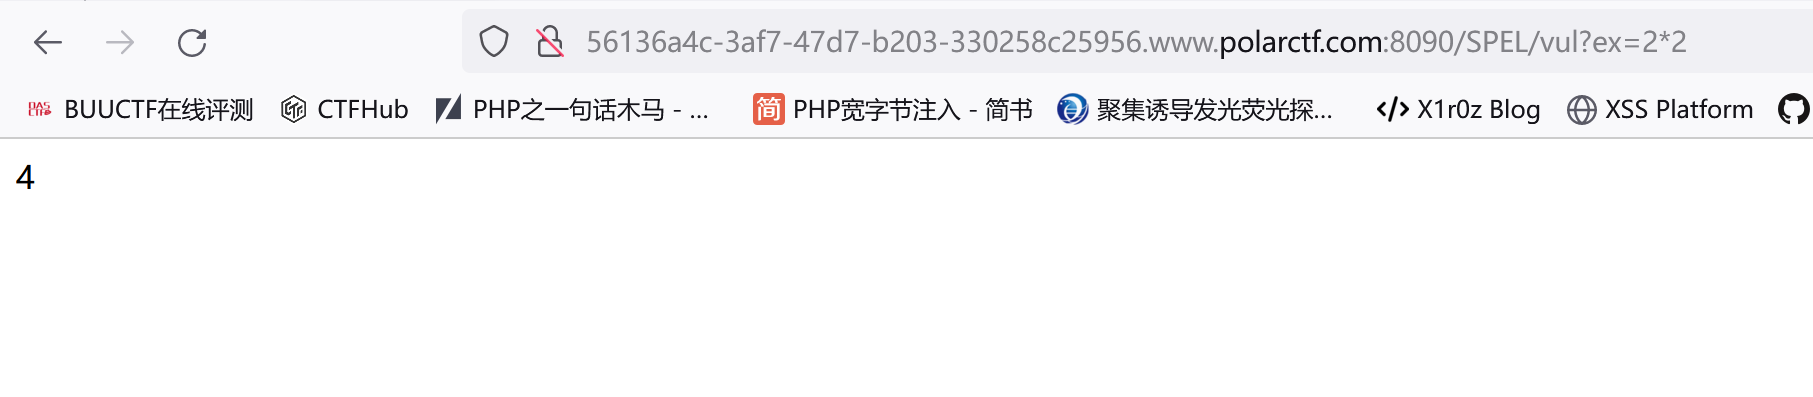 56136a4c-3af7-47d7-b203-330258c25956.www.polarctf.com:8090/SPEL/vul?ex=2*2
DAS CTF BUUCTF在线评测 CTFHub PHP之一句话木马 - ... 简 PHP宽字节注入 - 简书 聚集诱导发光荧光探... </> X1r0z Blog XSS Platform
4